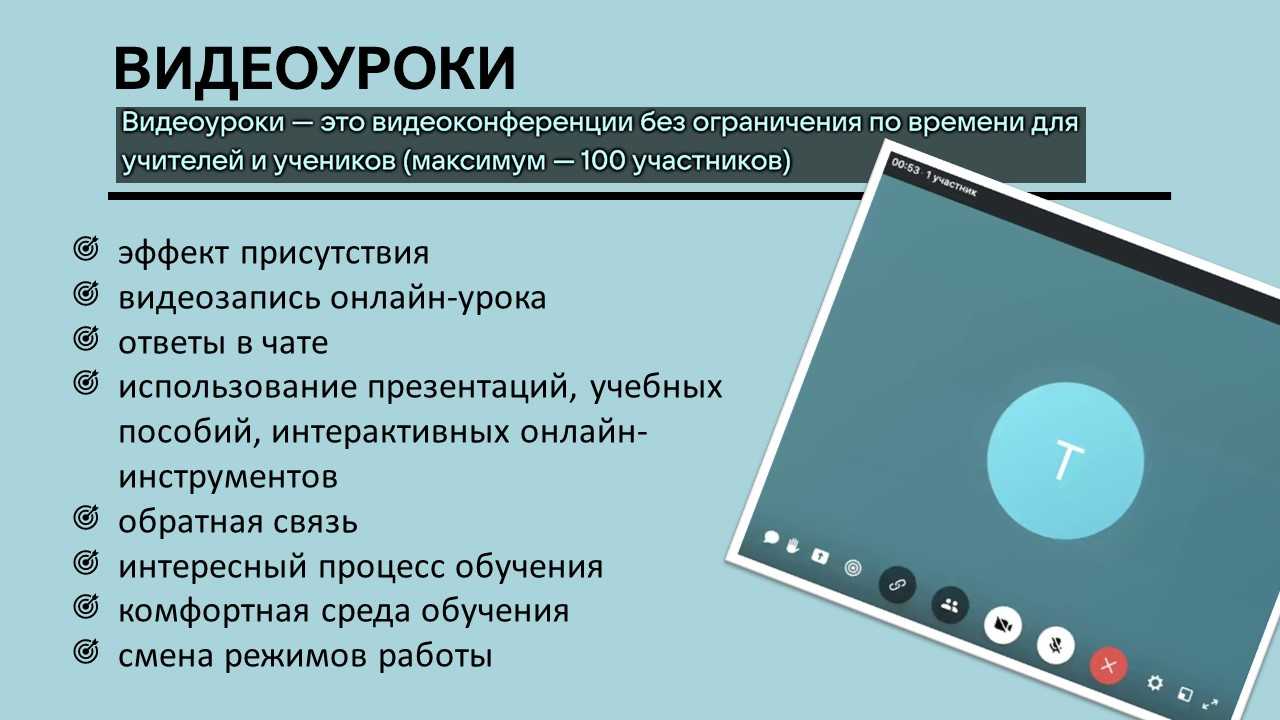 ВИДЕОУРОКИ
Видеоуроки — это видеоконференции без ограничения по времени для
учителей и учеников (максимум — 100 участников)
00:53 1 участник
эффект присутствия
видеозапись онлайн-урока
ответы в чате
использование презентаций, учебных
пособий, интерактивных онлайн-
инструментов
обратная связь
интересный процесс обучения
комфортная среда обучения
смена режимов работы
Т